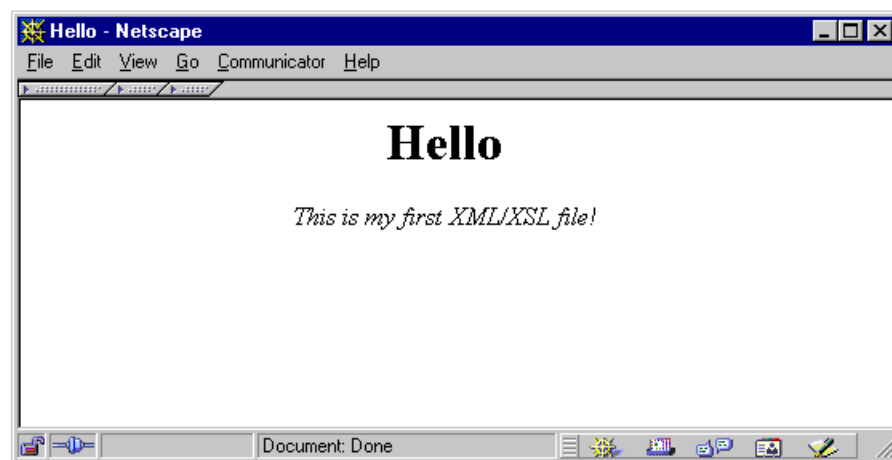 Hello - Netscape
File Edit View Go Communicator Help
Hello
This is my first XML/XSL file!
Document: Done